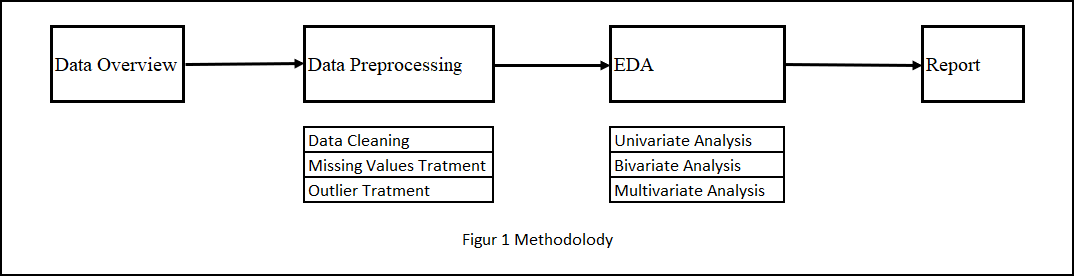 Data Overview
Data Preprocessing
EDA
Report
Data Cleaning
Missing Values Tratment
Outlier Tratment
Univariate Analysis
Bivariate Analysis
Multivariate Analysis
Figur 1 Methodolody